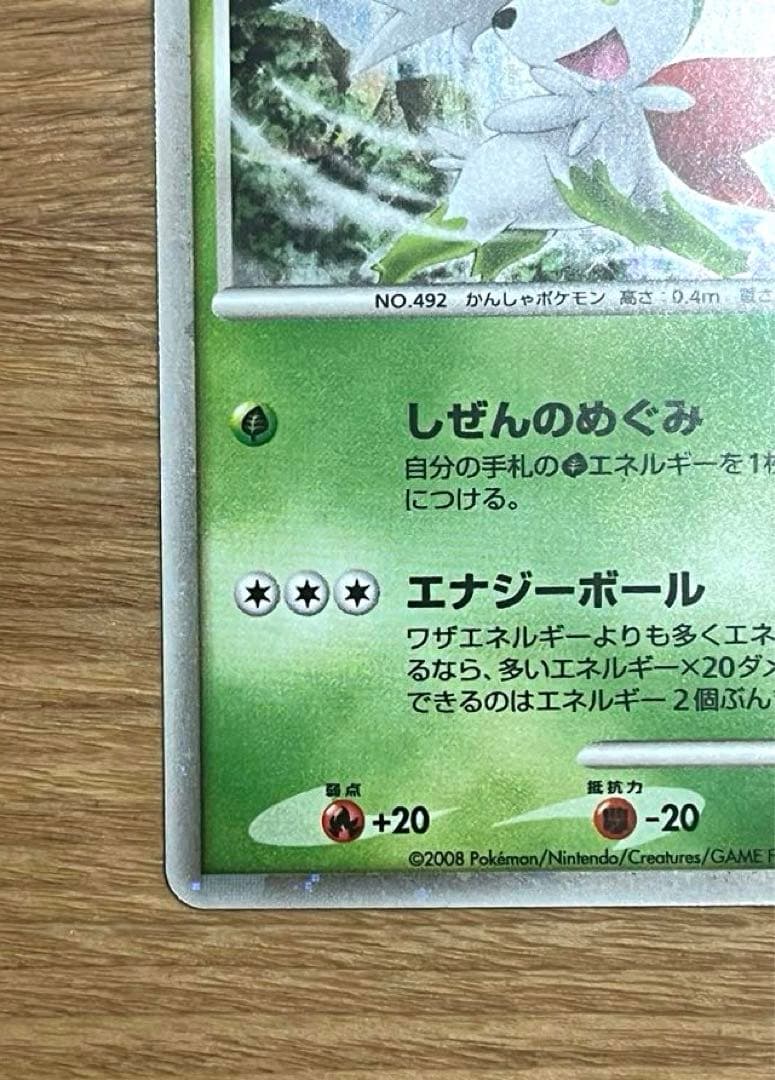 NO.492 かんしゃポケモン 高さ:0.4m 重さ
しぜんのめぐみ
自分の手札のエネルギーを1枚
につける。
エナジーボール
ワザエネルギーよりも多くエネ
るなら、多いエネルギー×20ダメ
できるのはエネルギー2個ぶん
弱点
+20
抵抗力
-20
©2008 Pokémon/Nintendo/Creatures/GAME F